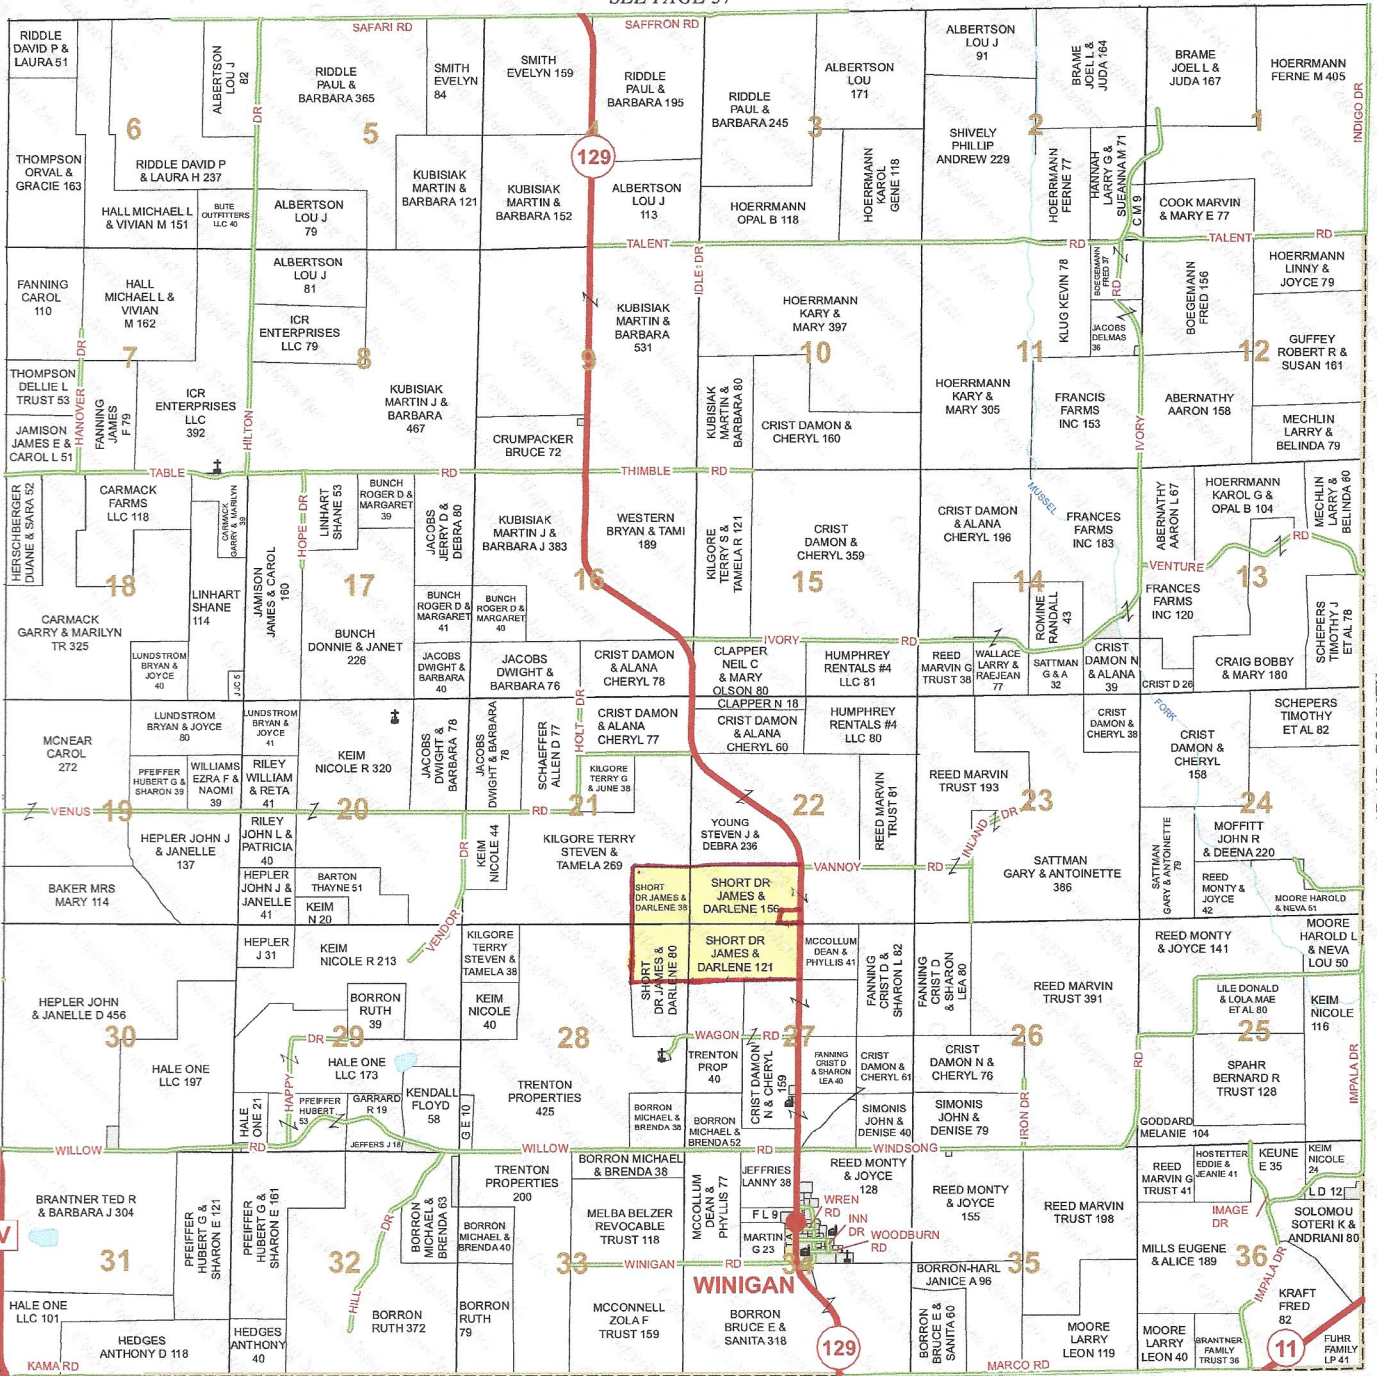 SAFARI RD
SAFFRON RD
RIDDLE
DAVID P &
LAURA 51
ALBERTSON
LOU J
82
RIDDLE
PAUL &
BARBARA 365
SMITH
EVELYN
84
SMITH
EVELYN 159
RIDDLE
PAUL &
BARBARA 195
RIDDLE
PAUL &
BARBARA 245
ALBERTSON
LOU
171
ALBERTSON
LOU J
91
BRAME
JOEL L &
JUDA 164
BRAME
JOEL L &
JUDA 167
HOERRMANN
FERNE M 405
INDIGO DR
DR
6
5
4
3
2
1
129
THOMPSON
ORVAL &
GRACIE 163
RIDDLE DAVID P
& LAURA H 237
HALL MICHAEL L
& VIVIAN M 151
BUTE
OUTFITTERS
LLC 40
ALBERTSON
LOU J
79
KUBISIAK
MARTIN &
BARBARA 121
KUBISIAK
MARTIN &
BARBARA 152
ALBERTSON
LOU J
113
HOERRMANN
OPAL B 118
HOERRMANN
KAROL
GENE 118
SHIVELY
PHILLIP
ANDREW 229
HOERRMANN
FERNE 77
HANNAH
LARRY G &
SUEANNA M 71
C M 9
COOK MARVIN
& MARY E 77
TALENT
RD
TALENT
RD
FANNING
CAROL
110
HALL
MICHAEL L &
VIVIAN
M 162
ALBERTSON
LOU J
81
ICR
ENTERPRISES
LLC 79
KUBISIAK
MARTIN &
BARBARA
531
IDLE DR
HOERRMANN
KARY &
MARY 397
KLUG KEVIN 78
BOEGEMANN
FRED 37
RD
JACOBS
DELMAS
36
BOEGEMANN
FRED 156
HOERRMANN
LINNY &
JOYCE 79
GUFFEY
ROBERT R &
SUSAN 161
7
8
9
10
11
12
THOMPSON
DELLIE L
TRUST 53
HANOVER DR
FANNING
JAMES
F 79
ICR
ENTERPRISES
LLC
392
HILTON
KUBISIAK
MARTIN J &
BARBARA
467
CRUMPACKER
BRUCE 72
KUBISIAK
MARTIN &
BARBARA 80
CRIST DAMON &
CHERYL 160
HOERRMANN
KARY &
MARY 305
FRANCIS
FARMS
INC 153
IVORY
ABERNATHY
AARON 158
MECHLIN
LARRY &
BELINDA 79
JAMISON
JAMES E &
CAROL L 51
TABLE
RD
THIMBLE
RD
HERSCHBERGER
DUANE & SARA 52
CARMACK
FARMS
LLC 118
CARMACK
GARRY & MARILYN
39
HOPE DR
LINHART
SHANE 53
BUNCH
ROGER D &
MARGARET
39
JACOBS
JERRY D &
DEBRA 80
KUBISIAK
MARTIN J &
BARBARA J 383
WESTERN
BRYAN & TAMI
189
KILGORE
TERRY S &
TAMELA R 121
CRIST
DAMON &
CHERYL 359
CRIST DAMON
& ALANA
CHERYL 196
MUSSEL
FORK
FRANCES
FARMS
INC 183
ABERNATHY
AARON L 67
HOERRMANN
KAROL G &
OPAL B 104
MECHLIN
LARRY &
BELINDA 80
VENTURE
RD
18
17
16
15
14
13
CARMACK
GARRY & MARILYN
TR 325
LINHART
SHANE
114
JAMISON
JAMES & CAROL
160
BUNCH
DONNIE & JANET
226
BUNCH
ROGER D &
MARGARET
41
BUNCH
ROGER D &
MARGARET
40
ROMINE
RANDALL
43
FRANCES
FARMS
INC 120
SCHEPERS
TIMOTHY J
ET AL 78
LUNDSTROM
BRYAN &
JOYCE
40
JJC 5
JACOBS
DWIGHT &
BARBARA
40
JACOBS
DWIGHT &
BARBARA 76
CRIST DAMON
& ALANA
CHERYL 78
CLAPPER
NEIL C
& MARY
OLSON 80
IVORY
RD
HUMPHREY
RENTALS #4
LLC 81
REED
MARVIN G
TRUST 38
WALLACE
LARRY &
RAEJEAN
77
SATTMAN
G & A
32
CRIST
DAMON N
& ALANA
39
CRIST D 26
CRAIG BOBBY
& MARY 180
MCNEAR
CAROL
272
LUNDSTROM
BRYAN & JOYCE
80
LUNDSTROM
BRYAN &
JOYCE
41
KEIM
NICOLE R 320
JACOBS
DWIGHT &
BARBARA 78
JACOBS
DWIGHT & BARBARA
78
SCHAEFFER
ALLEN D 77
HOLT DR
CRIST DAMON
& ALANA
CHERYL 77
CLAPPER N 18
CRIST DAMON
& ALANA
CHERYL 60
HUMPHREY
RENTALS #4
LLC 80
CRIST
DAMON &
CHERYL 38
CRIST
DAMON &
CHERYL
158
SCHEPERS
TIMOTHY
ET AL 82
PFEIFFER
HUBERT G &
SHARON 39
WILLIAMS
EZRA F &
NAOMI
39
RILEY
WILLIAM
& RETA
41
KILGORE
TERRY G
& JUNE 38
REED MARVIN
TRUST 81
REED MARVIN
TRUST 193
VENUS
RD
19
20
21
22
23
24
HEPLER JOHN J
& JANELLE
137
RILEY
JOHN L &
PATRICIA
40
KEIM
NICOLE 44
KILGORE TERRY
STEVEN &
TAMELA 269
YOUNG
STEVEN J &
DEBRA 236
VANNOY
RD
INLAND DR
SATTMAN
GARY & ANTOINETTE
386
SATTMAN
GARY & ANTOINETTE
79
MOFFITT
JOHN R
& DEENA 220
BAKER MRS
MARY 114
HEPLER
JOHN J &
JANELLE
41
BARTON
THAYNE 51
KEIM
N 20
VENDOR DR
SHORT
DR JAMES &
DARLENE 38
SHORT DR
JAMES &
DARLENE 156
REED
MONTY &
JOYCE
42
MOORE HAROLD
& NEVA 51
HEPLER
J 31
KEIM
NICOLE R 213
KILGORE
TERRY
STEVEN &
TAMELA 38
SHORT
DR JAMES &
DARLENE 80
SHORT DR
JAMES &
DARLENE 121
MCCOLLUM
DEAN &
PHYLLIS 41
FANNING
CRIST D &
SHARON L 82
FANNING
CRIST D
& SHARON
LEA 80
REED MONTY
& JOYCE 141
MOORE
HAROLD L
& NEVA
LOU 50
HEPLER JOHN
& JANELLE D 456
BORRON
RUTH
39
KEIM
NICOLE
40
REED MARVIN
TRUST 391
LILE DONALD
& LOLA MAE
ET AL 80
KEIM
NICOLE
116
30
29
28
27
26
25
DR
HAPPY
WAGON
RD
HALE ONE
LLC 197
HALE ONE
LLC 173
TRENTON
PROPERTIES
425
TRENTON
PROP
40
CRIST DAMON
N & CHERYL
159
FANNING
CRIST D
& SHARON
LEA 40
CRIST
DAMON
& CHERYL 61
CRIST
DAMON N &
CHERYL 76
RD
SPAHR
BERNARD R
TRUST 128
IMPALA DR
HALE
ONE 21
PFEIFFER
HUBERT
53
GARRARD
R 19
KENDALL
FLOYD
58
G E 10
JEFFERS J 18
BORRON
MICHAEL &
BRENDA 38
BORRON
MICHAEL &
BRENDA 52
SIMONIS
JOHN &
DENISE 40
SIMONIS
JOHN &
DENISE 79
IRON DR
GODDARD
MELANIE 104
WILLOW
RD
WILLOW
RD
WINDSONG
BRANTNER TED R
& BARBARA J 304
V
PFEIFFER
HUBERT G &
SHARON E 121
PFEIFFER
HUBERT G &
SHARON E 161
BORRON
MICHAEL &
BRENDA 63
TRENTON
PROPERTIES
200
BORRON MICHAEL
& BRENDA 38
MCCOLLUM
DEAN &
PHYLLIS 77
JEFFRIES
LANNY 38
REED MONTY
& JOYCE
128
REED MONTY
& JOYCE
155
REED MARVIN
TRUST 198
REED
MARVIN G
TRUST 41
HOSTETTER
EDDIE &
JEANIE 41
KEUNE
E 35
KEIM
NICOLE
24
L D 12
MELBA BELZER
REVOCABLE
TRUST 118
F L 9
MARTIN
G 23
WREN
RD
INN
DR
WOODBURN
RD
IMAGE
DR
SOLOMOU
SOTERI K &
ANDRIANI 80
BORRON
MICHAEL &
BRENDA 40
MILLS EUGENE
& ALICE 189
31
32
33
34
35
36
HILL DR
WINIGAN
RD
WINIGAN
BORRON-HARL
JANICE A 96
IMPALA DR
KRAFT
FRED
82
HALE ONE
LLC 101
HEDGES
ANTHONY D 118
HEDGES
ANTHONY
40
BORRON
RUTH 372
BORRON
RUTH
79
MCCONNELL
ZOLA F
TRUST 159
BORRON
BRUCE E &
SANITA 318
129
BORRON
BRUCE E &
SANITA 60
MOORE
LARRY
LEON 119
MOORE
LARRY
LEON 40
BRANTNER
FAMILY
TRUST 36
11
FUHR
FAMILY
LP 41
KAMA RD
MARCO RD